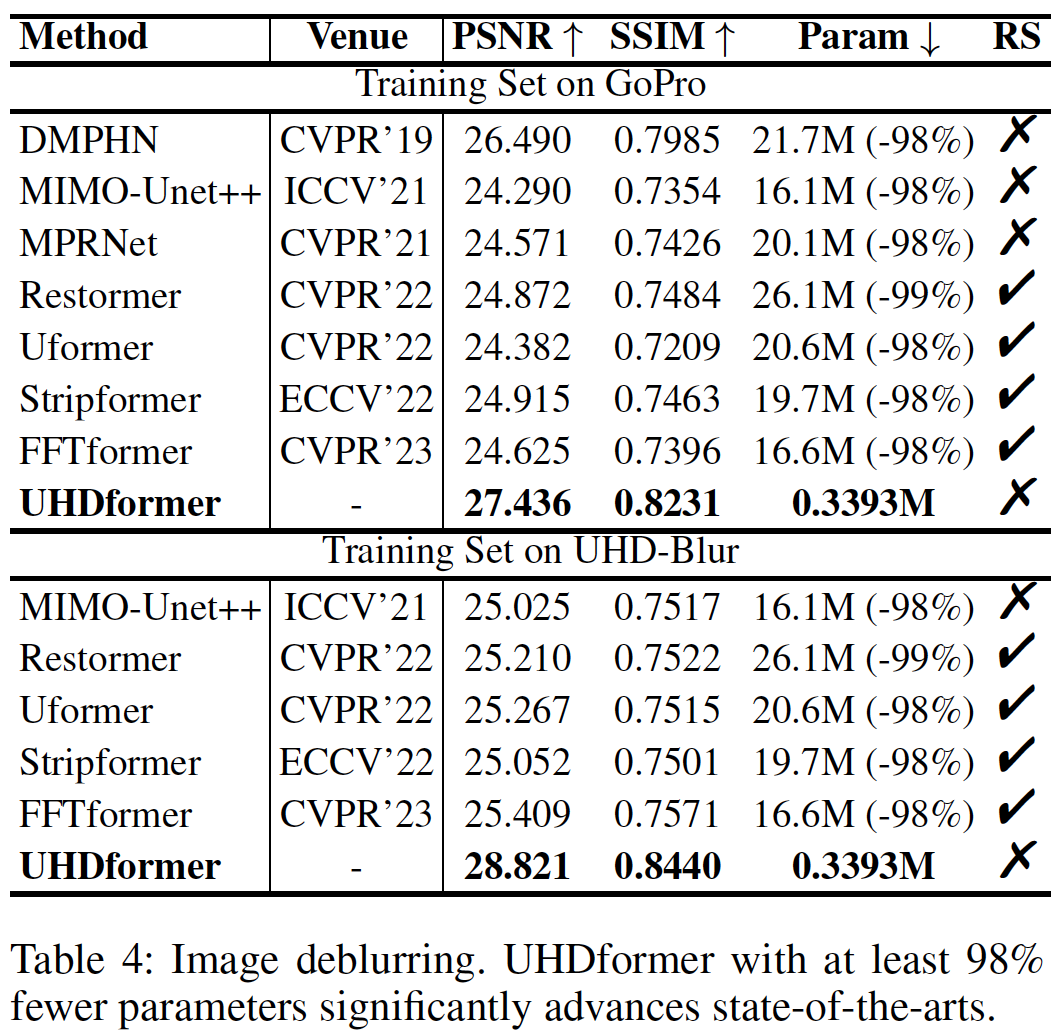 Method Venue PSNR ↑ SSIM ↑ Param ↓ RS
Training Set on GoPro
DMPHN CVPR'19 26.490 0.7985 21.7M (-98%) ✗
MIMO-Unet++ ICCV'21 24.290 0.7354 16.1M (-98%) ✗
MPRNet CVPR'21 24.571 0.7426 20.1M (-98%) ✗
Restormer CVPR'22 24.872 0.7484 26.1M (-99%) ✓
Uformer CVPR'22 24.382 0.7209 20.6M (-98%) ✓
Stripformer ECCV'22 24.915 0.7463 19.7M (-98%) ✓
FFTformer CVPR'23 24.625 0.7396 16.6M (-98%) ✓
UHDformer - 27.436 0.8231 0.3393M ✗
Training Set on UHD-Blur
MIMO-Unet++ ICCV'21 25.025 0.7517 16.1M (-98%) ✗
Restormer CVPR'22 25.210 0.7522 26.1M (-99%) ✓
Uformer CVPR'22 25.267 0.7515 20.6M (-98%) ✓
Stripformer ECCV'22 25.052 0.7501 19.7M (-98%) ✓
FFTformer CVPR'23 25.409 0.7571 16.6M (-98%) ✓
UHDformer - 28.821 0.8440 0.3393M ✗
Table 4: Image deblurring. UHDformer with at least 98%
fewer parameters significantly advances state-of-the-arts.